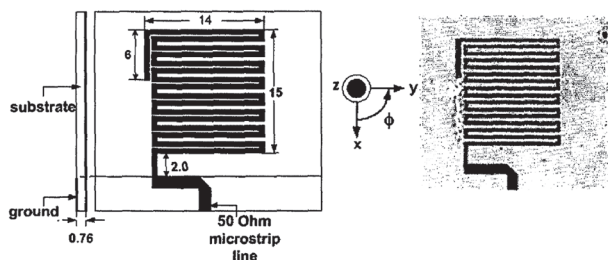 14
6
15
substrate
2.0
ground
0.76
50 Ohm
microstrip
line
z
y
ϕ
x